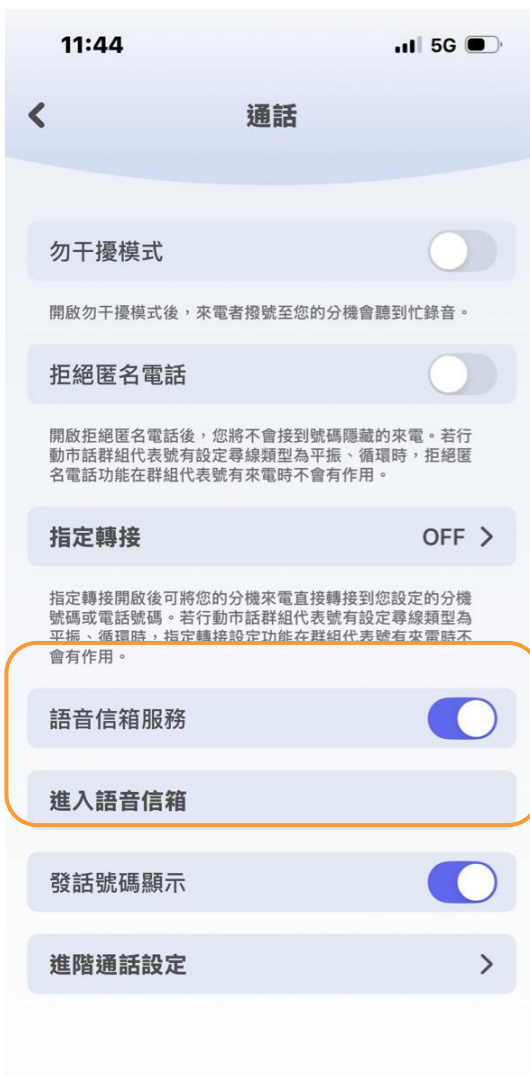 11:44
5G
通話
勿干擾模式
開啟勿干擾模式後，來電者撥號至您的分機會聽到忙錄音。
拒絕匿名電話
開啟拒絕匿名電話後，您將不會接到號碼隱藏的來電。若行
動市話群組代表號有設定尋線類型為平振、循環時，拒絕匿
名電話功能在群組代表號有來電時不會有作用。
指定轉接 OFF
指定轉接開啟後可將您的分機來電直接轉接到您設定的分機
號碼或電話號碼。若行動市話群組代表號有設定尋線類型為
平振、循環時，指定轉接設定功能在群組代表號有來電時不
會有作用。
語音信箱服務
進入語音信箱
發話號碼顯示
進階通話設定